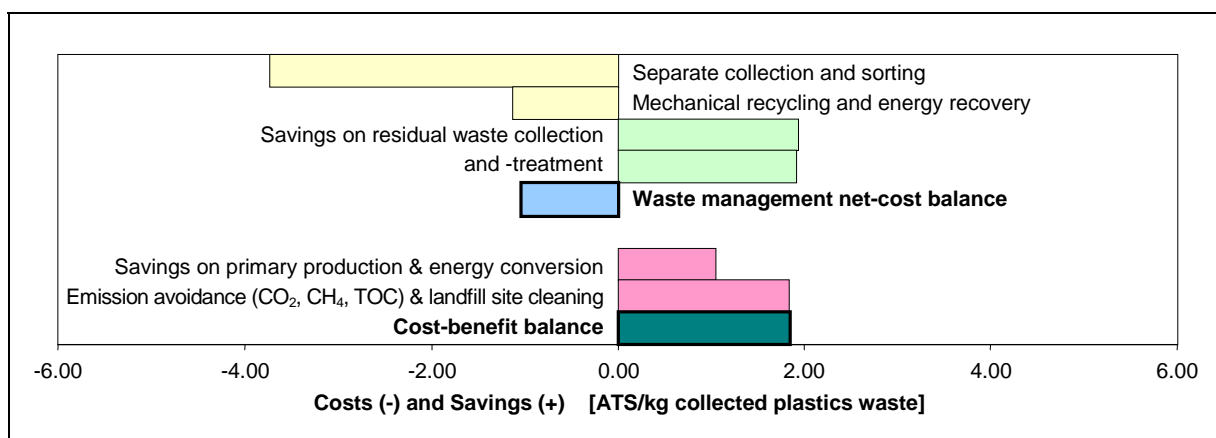 Separate collection and sorting
Mechanical recycling and energy recovery
Savings on residual waste collection
and -treatment
Waste management net-cost balance
Savings on primary production & energy conversion
Emission avoidance (CO₂, CH₄, TOC) & landfill site cleaning
Cost-benefit balance
-6.00 -4.00 -2.00 0.00 2.00 4.00 6.00
Costs (-) and Savings (+) [ATS/kg collected plastics waste]